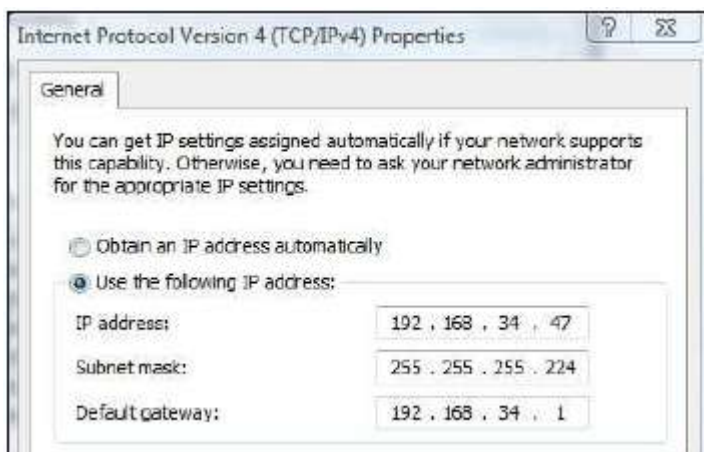 Internet Protocol Version 4 (TCP/IPv4) Properties
General
You can get IP settings assigned automatically if your network supports
this capability. Otherwise, you need to ask your network administrator
for the appropriate IP settings.
Obtain an IP address automatically
Use the following IP address:
IP address: 192 . 168 . 34 . 47
Subnet mask: 255 . 255 . 255 . 224
Default gateway: 192 . 168 . 34 . 1